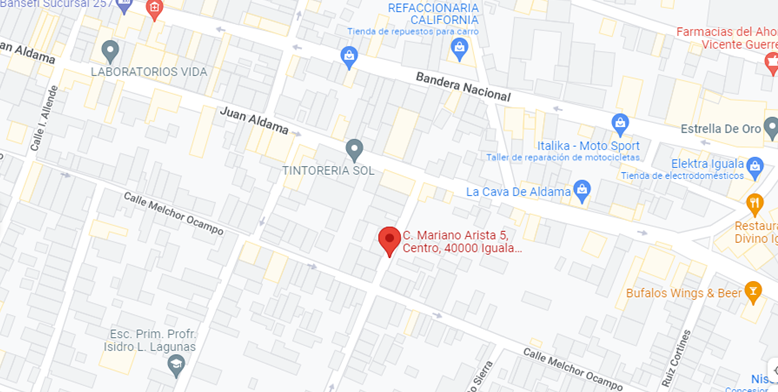 Bansefi Sucursal 257
REFACCIONARIA
CALIFORNIA
Tienda de repuestos para carro
Farmacias del Aho
Vicente Guerre
an Aldama
LABORATORIOS VIDA
Bandera Nacional
Calle I. Allende
Juan Aldama
Estrella De Oro
Italika - Moto Sport
Taller de reparación de motocicletas
TINTORERIA SOL
Elektra Iguala
Tienda de electrodomésticos
La Cava De Aldama
Calle Melchor Ocampo
Restaura
Divino Ig
C. Mariano Arista 5,
Centro, 40000 Iguala...
Bufalos Wings & Beer
Esc. Prim. Profr.
Isidro L. Lagunas
Calle Melchor Ocampo
o Sierra
Ruiz Cortines
Nis
Concesior